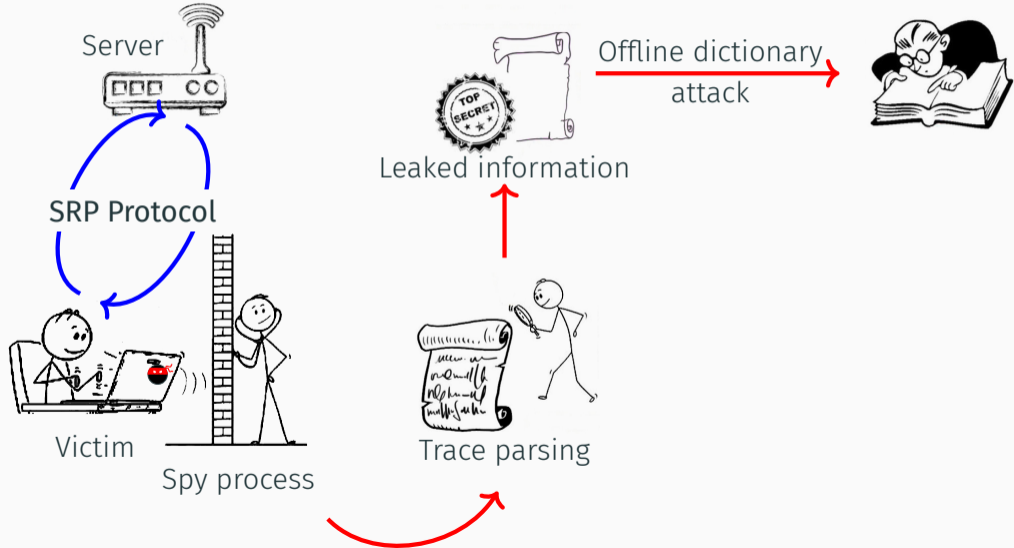 Server
SRP Protocol
Victim
Spy process
Trace parsing
TOP
SECRET
Leaked information
Offline dictionary
attack